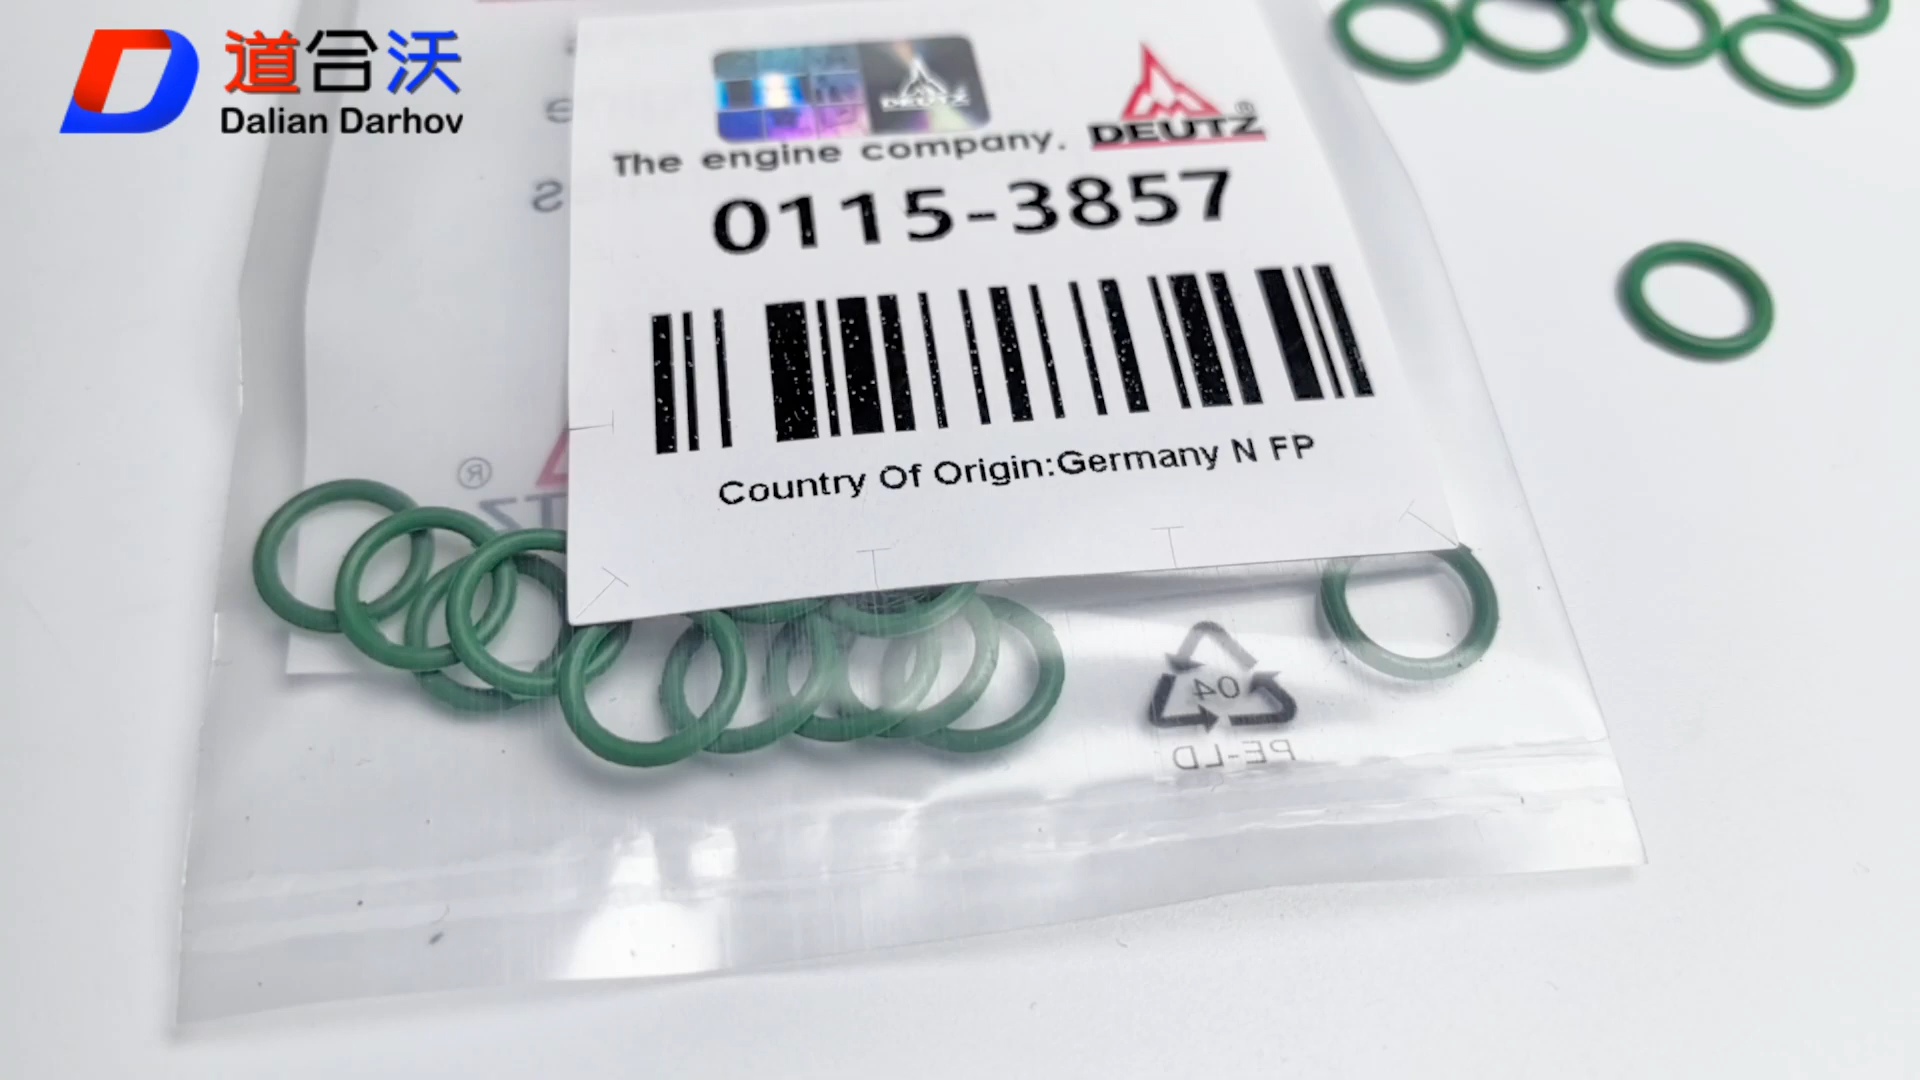 道合沃
Dalian Darhov
DEUTZ
DEUTZ®
The engine company.
0115-3857
Country Of Origin:Germany N FP
®
04
PE-LD